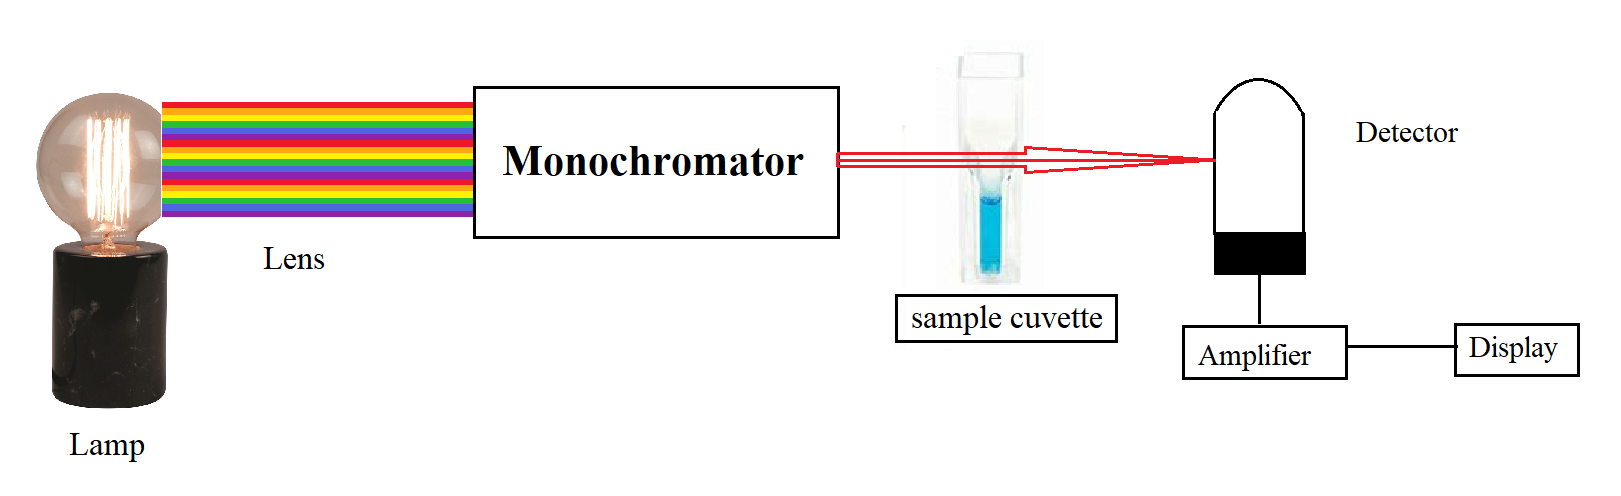 Monochromator
Detector
Lens
sample cuvette
Amplifier
Display
Lamp